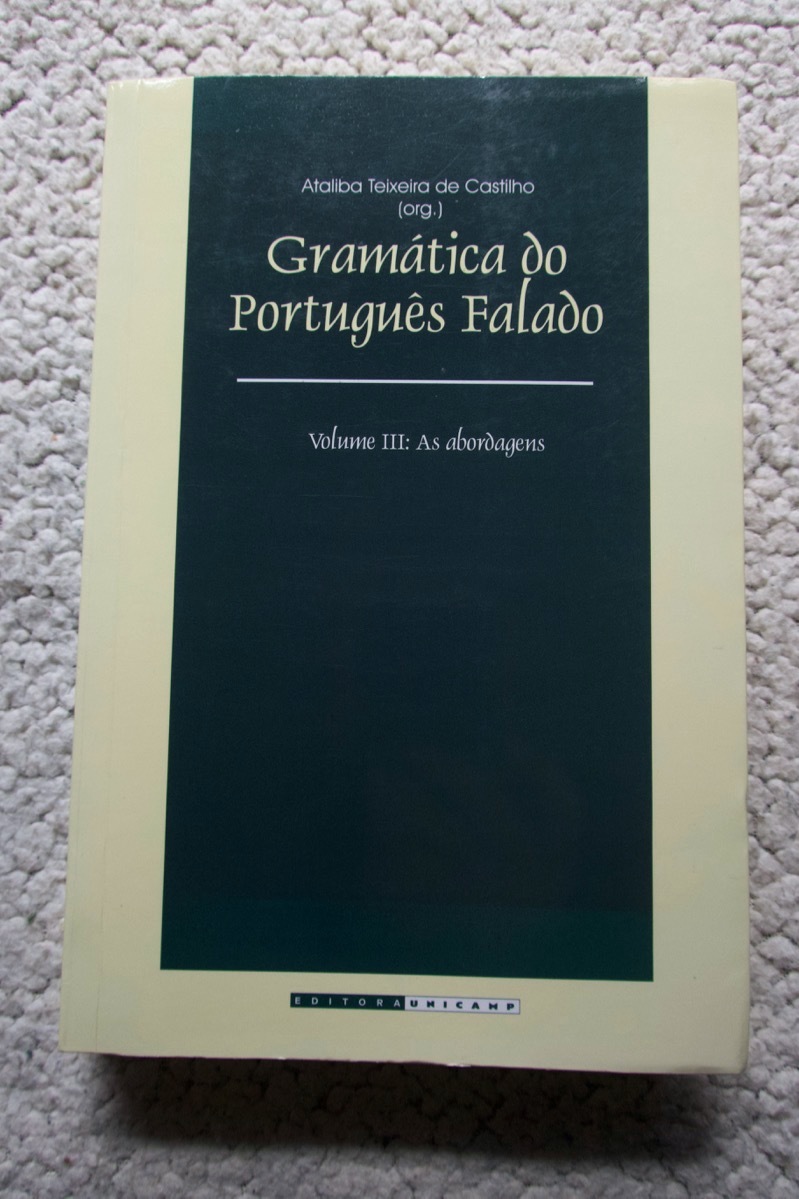 Ataliba Teixeira de Castilho
(org.)
Gramática do
Português Falado
Volume III: As abordagens
EDITORA UNICAMP